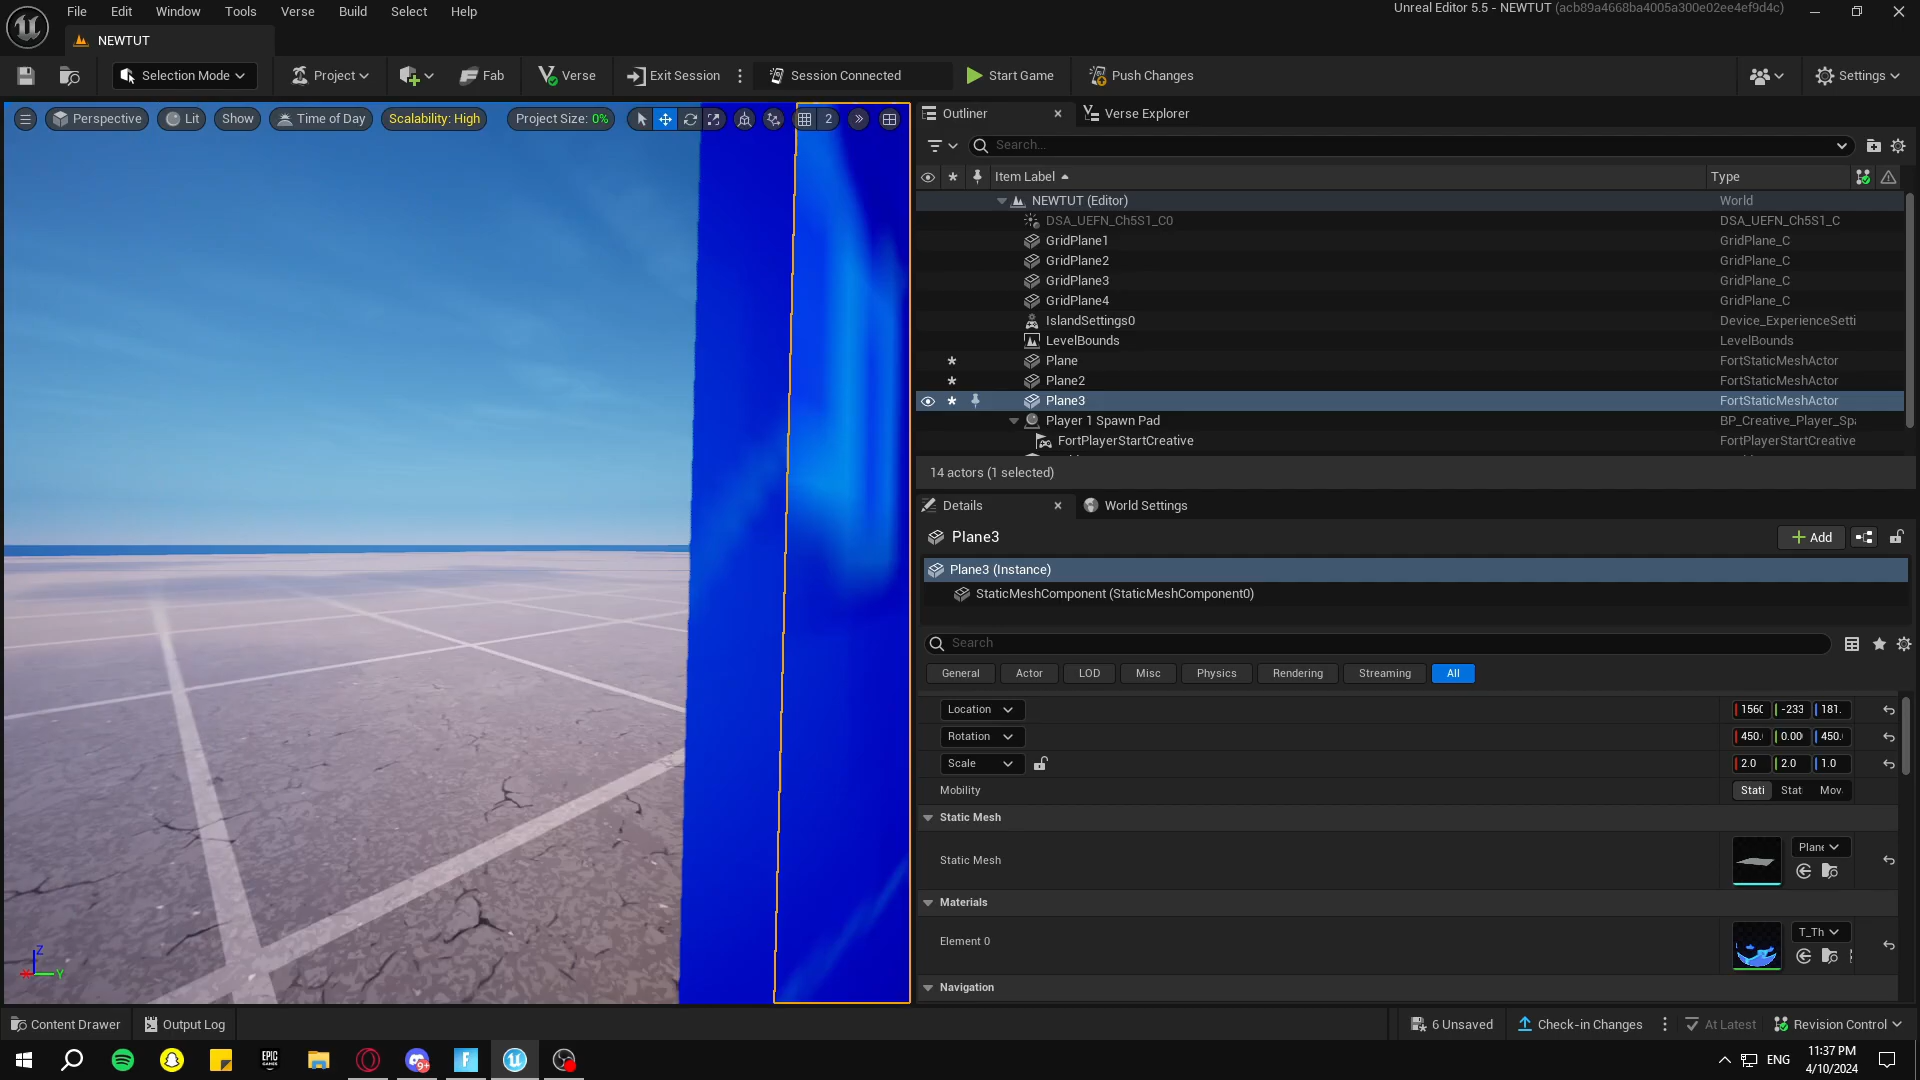 File Edit Window Tools Verse Build Select Help
Unreal Editor 5.5 - NEWTUT (acb89a4668ba4005a300e02ee4ef9d4c)
NEWTUT
Selection Mode
Project
Fab
Verse
Exit Session
Session Connected
Start Game
Push Changes
Settings
Perspective
Lit
Show
Time of Day
Scalability: High
Project Size: 0%
2
Outliner
Verse Explorer
Search...
Item Label
Type
NEWTUT (Editor) World
DSA_UEFN_Ch5S1_C0 DSA_UEFN_Ch5S1_C
GridPlane1 GridPlane_C
GridPlane2 GridPlane_C
GridPlane3 GridPlane_C
GridPlane4 GridPlane_C
IslandSettings0 Device_ExperienceSetti
LevelBounds LevelBounds
Plane FortStaticMeshActor
Plane2 FortStaticMeshActor
Plane3 FortStaticMeshActor
Player 1 Spawn Pad BP_Creative_Player_Spa
FortPlayerStartCreative FortPlayerStartCreative
14 actors (1 selected)
Details
World Settings
Plane3
Add
Plane3 (Instance)
StaticMeshComponent (StaticMeshComponent0)
Search
General Actor LOD Misc Physics Rendering Streaming All
Location 1560 -233 181.
Rotation 450. 0.00 450.
Scale 2.0 2.0 1.0
Mobility Stati Stat Mov
Static Mesh
Static Mesh Plane
Materials
Element 0 T_Th
Navigation
Z
X
Y
Content Drawer
Output Log
6 Unsaved
Check-in Changes
At Latest
Revision Control
EPIC GAMES
9+
F
ENG
11:37 PM
4/10/2024